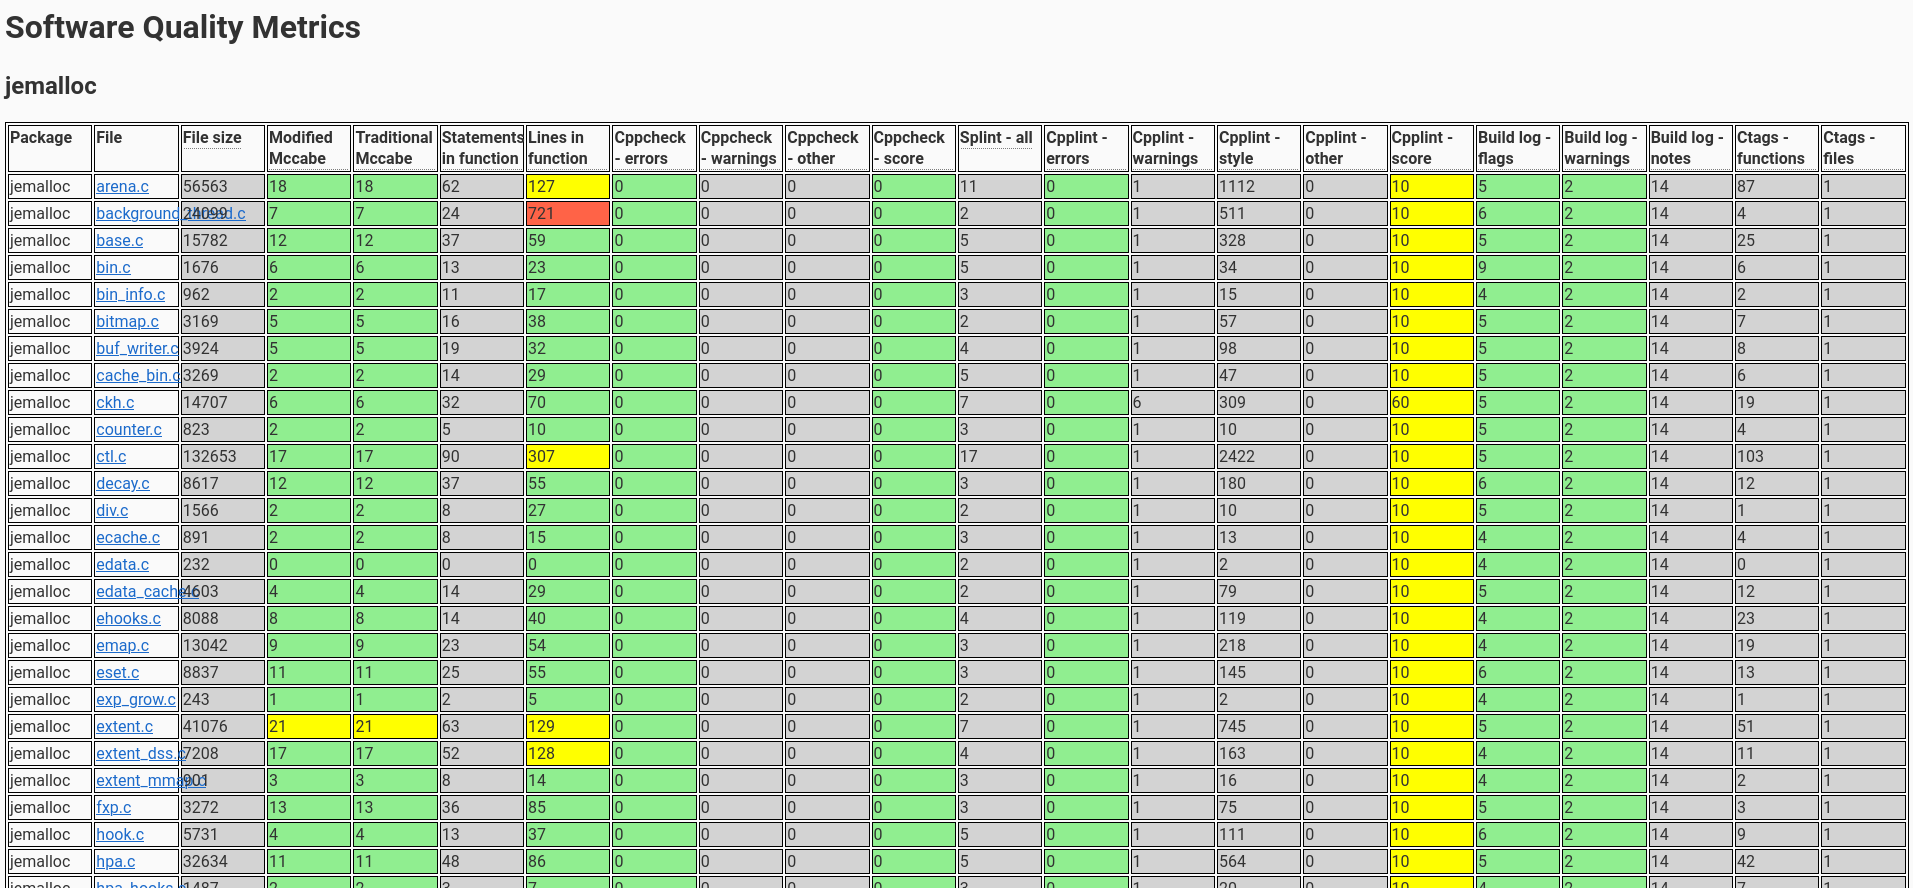 Software Quality Metrics
jemalloc
Package File File size Modified Mccabe Traditional Mccabe Statements in function Lines in function Cppcheck - errors Cppcheck - warnings Cppcheck - other Cppcheck - score Splint - all Cpplint - errors Cpplint - warnings Cpplint - style Cpplint - other Cpplint - score Build log - flags Build log - warnings Build log - notes Ctags - functions Ctags - files
jemalloc arena.c 56563 18 18 62 127 0 0 0 0 11 0 1 1112 0 10 5 2 14 87 1
jemalloc background_thread.c 24099 7 7 24 721 0 0 0 0 2 0 1 511 0 10 6 2 14 4 1
jemalloc base.c 15782 12 12 37 59 0 0 0 0 5 0 1 328 0 10 5 2 14 25 1
jemalloc bin.c 1676 6 6 13 23 0 0 0 0 5 0 1 34 0 10 9 2 14 6 1
jemalloc bin_info.c 962 2 2 11 17 0 0 0 0 3 0 1 15 0 10 4 2 14 2 1
jemalloc bitmap.c 3169 5 5 16 38 0 0 0 0 2 0 1 57 0 10 5 2 14 7 1
jemalloc buf_writer.c 3924 5 5 19 32 0 0 0 0 4 0 1 98 0 10 5 2 14 8 1
jemalloc cache_bin.c 3269 2 2 14 29 0 0 0 0 5 0 1 47 0 10 5 2 14 6 1
jemalloc ckh.c 14707 6 6 32 70 0 0 0 0 7 0 6 309 0 60 5 2 14 19 1
jemalloc counter.c 823 2 2 5 10 0 0 0 0 3 0 1 10 0 10 5 2 14 4 1
jemalloc ctl.c 132653 17 17 90 307 0 0 0 0 17 0 1 2422 0 10 5 2 14 103 1
jemalloc decay.c 8617 12 12 37 55 0 0 0 0 3 0 1 180 0 10 6 2 14 12 1
jemalloc div.c 1566 2 2 8 27 0 0 0 0 2 0 1 10 0 10 5 2 14 1 1
jemalloc ecache.c 891 2 2 8 15 0 0 0 0 3 0 1 13 0 10 4 2 14 4 1
jemalloc edata.c 232 0 0 0 0 0 0 0 0 2 0 1 2 0 10 4 2 14 0 1
jemalloc edata_cache.c 4603 4 4 14 29 0 0 0 0 2 0 1 79 0 10 5 2 14 12 1
jemalloc ehooks.c 8088 8 8 14 40 0 0 0 0 4 0 1 119 0 10 4 2 14 23 1
jemalloc emap.c 13042 9 9 23 54 0 0 0 0 3 0 1 218 0 10 4 2 14 19 1
jemalloc eset.c 8837 11 11 25 55 0 0 0 0 3 0 1 145 0 10 6 2 14 13 1
jemalloc exp_grow.c 243 1 1 2 5 0 0 0 0 2 0 1 2 0 10 4 2 14 1 1
jemalloc extent.c 41076 21 21 63 129 0 0 0 0 7 0 1 745 0 10 5 2 14 51 1
jemalloc extent_dss.c 7208 17 17 52 128 0 0 0 0 4 0 1 163 0 10 4 2 14 11 1
jemalloc extent_mmap.c 901 3 3 8 14 0 0 0 0 3 0 1 16 0 10 4 2 14 2 1
jemalloc fxp.c 3272 13 13 36 85 0 0 0 0 3 0 1 75 0 10 5 2 14 3 1
jemalloc hook.c 5731 4 4 13 37 0 0 0 0 5 0 1 111 0 10 6 2 14 9 1
jemalloc hpa.c 32634 11 11 48 86 0 0 0 0 5 0 1 564 0 10 5 2 14 42 1
jemalloc hpa_hooks.c 1487 2 2 3 7 0 0 0 0 3 0 1 20 0 10 4 2 14 7 1